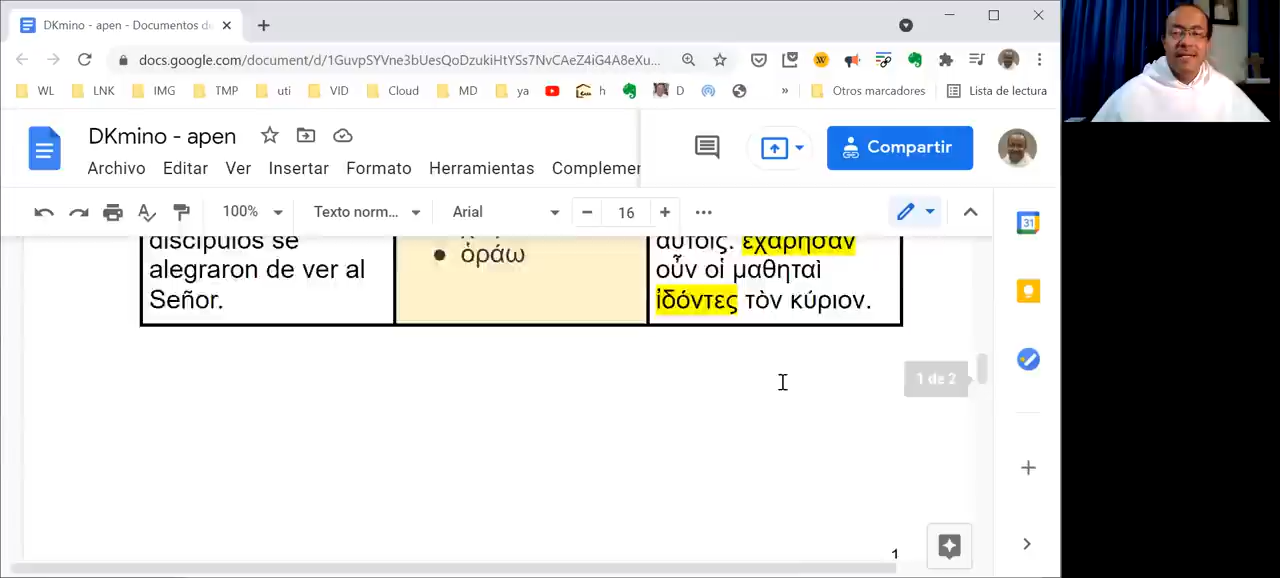 DKmino - apen - Documentos d
docs.google.com/document/d/1GuvpSYVne3bUesQoDzukiHtYSs7NvCAeZ4iG4A8eXu...
WL LNK IMG TMP uti VID Cloud MD ya h D » Otros marcadores Lista de lectura
DKmino - apen
Compartir
Archivo Editar Ver Insertar Formato Herramientas Complemen
100% Texto norm... Arial 16
31
discípulos se
alegraron de ver al
Señor.
ὁράω
αὐτοῖς. ἐχάρησαν
οὖν οἱ μαθηταὶ
ἰδόντες τὸν κύριον.
1 de 2
1